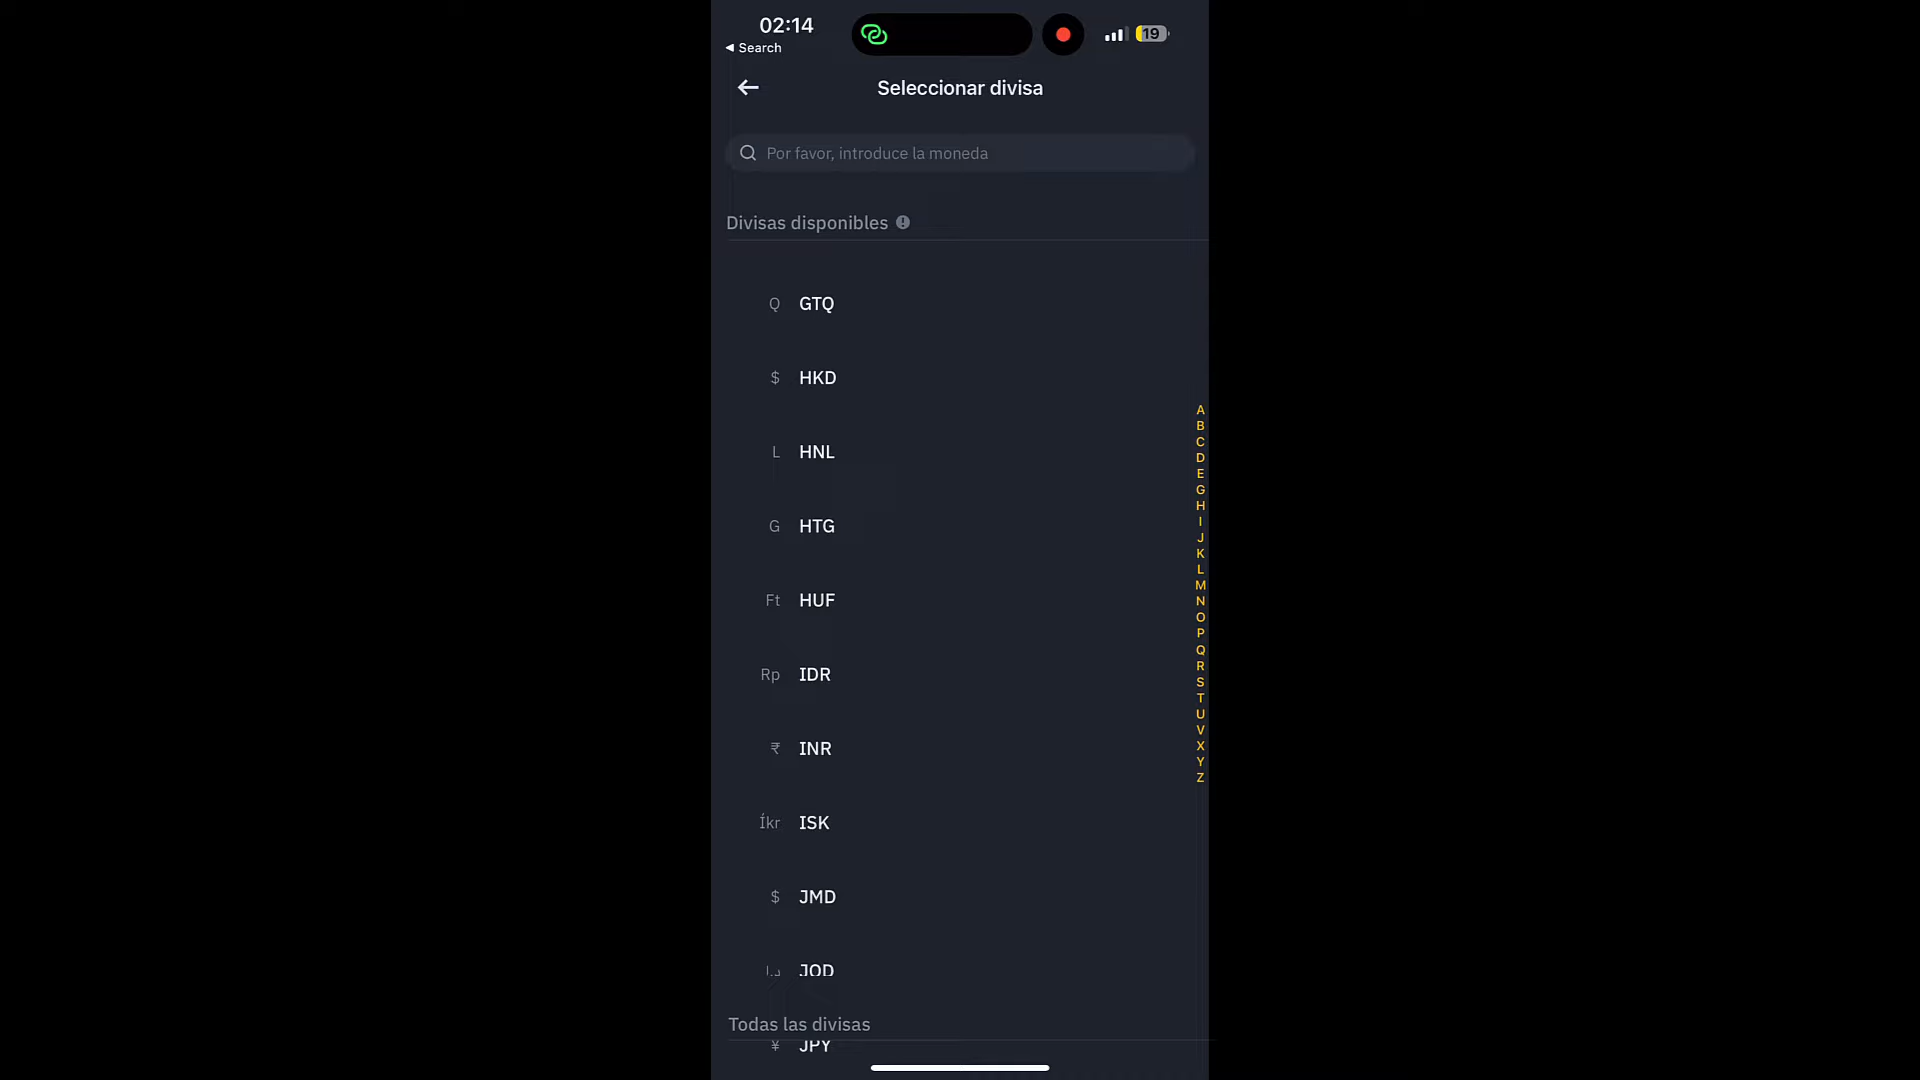 02:14
19
◀ Search
Seleccionar divisa
Por favor, introduce la moneda
Divisas disponibles
Q GTQ
$ HKD
L HNL
G HTG
Ft HUF
Rp IDR
₹ INR
Íkr ISK
$ JMD
JOD
Todas las divisas
¥ JPY
A
B
C
D
E
G
H
I
J
K
L
M
N
O
P
Q
R
S
T
U
V
X
Y
Z